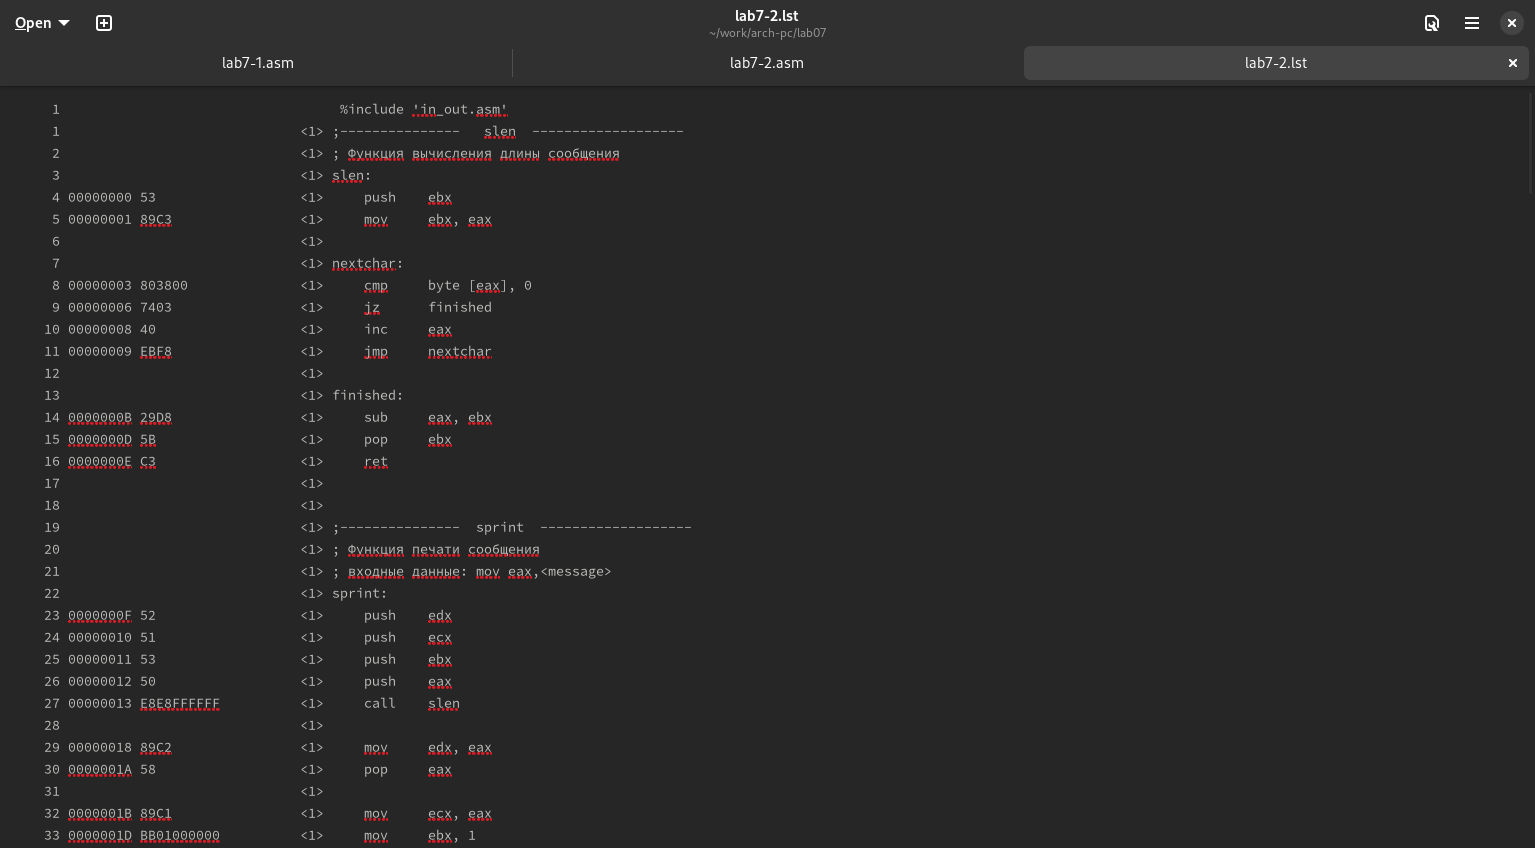 Open
lab7-2.lst
~/work/arch-pc/lab07
lab7-1.asm lab7-2.asm lab7-2.lst
1 %include 'in_out.asm'
1 <1> ;--------------- slen -------------------
2 <1> ; Функция вычисления длины сообщения
3 <1> slen:
4 00000000 53 <1> push ebx
5 00000001 89C3 <1> mov ebx, eax
6 <1>
7 <1> nextchar:
8 00000003 803800 <1> cmp byte [eax], 0
9 00000006 7403 <1> jz finished
10 00000008 40 <1> inc eax
11 00000009 EBF8 <1> jmp nextchar
12 <1>
13 <1> finished:
14 0000000B 29D8 <1> sub eax, ebx
15 0000000D 5B <1> pop ebx
16 0000000E C3 <1> ret
17 <1>
18 <1>
19 <1> ;--------------- sprint -------------------
20 <1> ; Функция печати сообщения
21 <1> ; входные данные: mov eax,<message>
22 <1> sprint:
23 0000000F 52 <1> push edx
24 00000010 51 <1> push ecx
25 00000011 53 <1> push ebx
26 00000012 50 <1> push eax
27 00000013 E8E8FFFFFF <1> call slen
28 <1>
29 00000018 89C2 <1> mov edx, eax
30 0000001A 58 <1> pop eax
31 <1>
32 0000001B 89C1 <1> mov ecx, eax
33 0000001D BB01000000 <1> mov ebx, 1